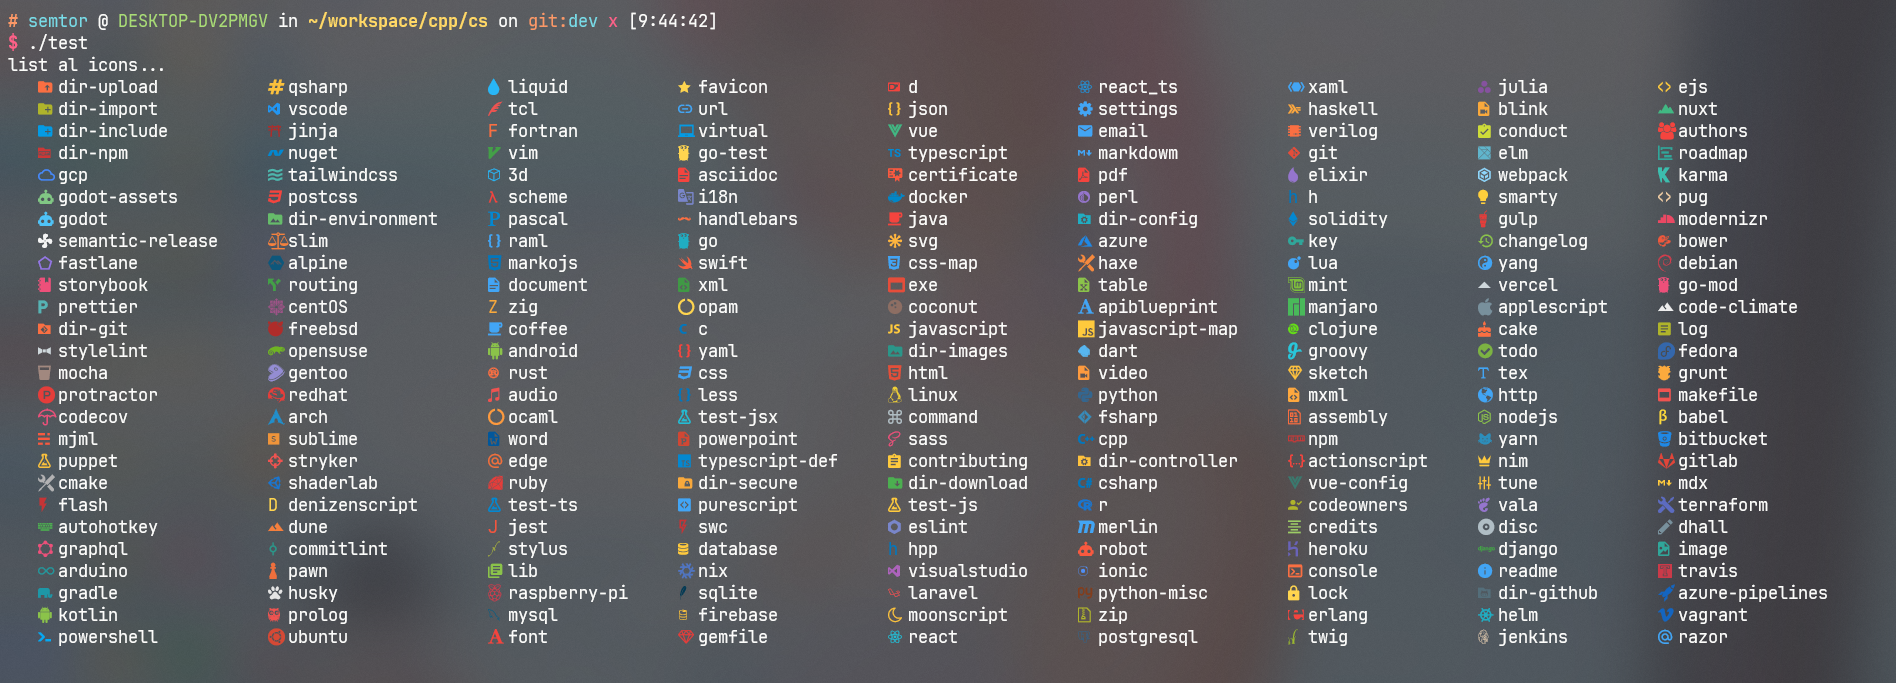 # semtor @ DESKTOP-DV2PMGV in ~/workspace/cpp/cs on git:dev x [9:44:42]
$ ./test
list al icons...
dir-upload qsharp liquid favicon d react_ts xaml julia ejs
dir-import vscode tcl url json settings haskell blink nuxt
dir-include jinja fortran virtual vue email verilog conduct authors
dir-npm nuget vim go-test typescript markdowm git elm roadmap
gcp tailwindcss 3d asciidoc certificate pdf elixir webpack karma
godot-assets postcss scheme i18n docker perl h smarty pug
godot dir-environment pascal handlebars java dir-config solidity gulp modernizr
semantic-release slim raml go svg azure key changelog bower
fastlane alpine markojs swift css-map haxe lua yang debian
storybook routing document xml exe table mint vercel go-mod
prettier centOS zig opam coconut apiblueprint manjaro applescript code-climate
dir-git freebsd coffee c javascript javascript-map clojure cake log
stylelint opensuse android yaml dir-images dart groovy todo fedora
mocha gentoo rust css html video sketch tex grunt
protractor redhat audio less linux python mxml http makefile
codecov arch ocaml test-jsx command fsharp assembly nodejs babel
mjml sublime word powerpoint sass cpp npm yarn bitbucket
puppet stryker edge typescript-def contributing dir-controller actionscript nim gitlab
cmake shaderlab ruby dir-secure dir-download csharp vue-config tune mdx
flash denizenscript test-ts purescript test-js r codeowners vala terraform
autohotkey dune jest swc eslint merlin credits disc dhall
graphql commitlint stylus database hpp robot heroku django image
arduino pawn lib nix visualstudio ionic console readme travis
gradle husky raspberry-pi sqlite laravel python-misc lock dir-github azure-pipelines
kotlin prolog mysql firebase moonscript zip erlang helm vagrant
powershell ubuntu font gemfile react postgresql twig jenkins razor